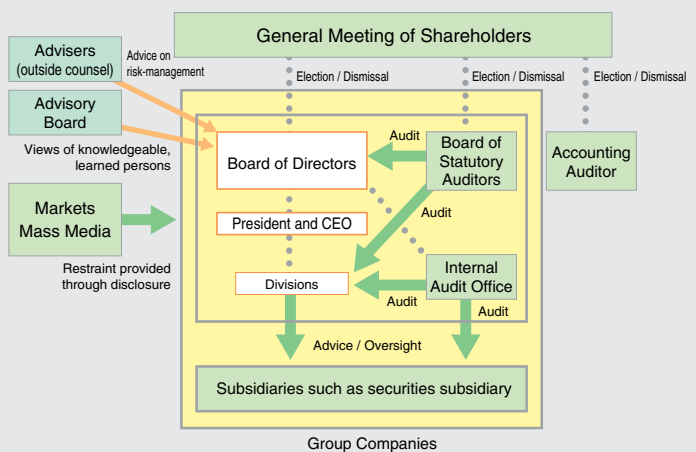 General Meeting of Shareholders
Advisers
(outside counsel)
Advice on
risk-management
Election / Dismissal
Election / Dismissal
Election / Dismissal
Advisory
Board
Views of knowledgeable,
learned persons
Board of Directors
Audit
Board of
Statutory
Auditors
Accounting
Auditor
Markets
Mass Media
Restraint provided
through disclosure
President and CEO
Audit
Divisions
Audit
Internal
Audit Office
Audit
Advice / Oversight
Subsidiaries such as securities subsidiary
Group Companies